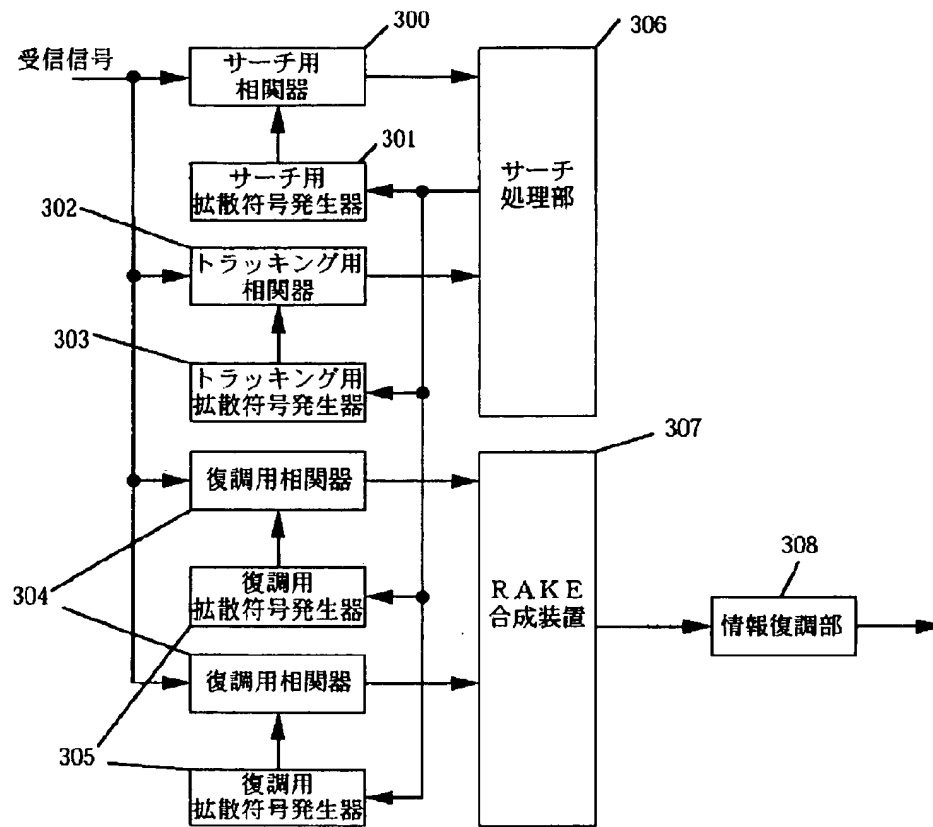 300
306
受信信号
サーチ用
相関器
301
サーチ用
拡散符号発生器
サーチ
処理部
302
トラッキング用
相関器
303
トラッキング用
拡散符号発生器
307
復調用相関器
304
復調用
拡散符号発生器
RAKE
合成装置
308
情報復調部
復調用相関器
305
復調用
拡散符号発生器